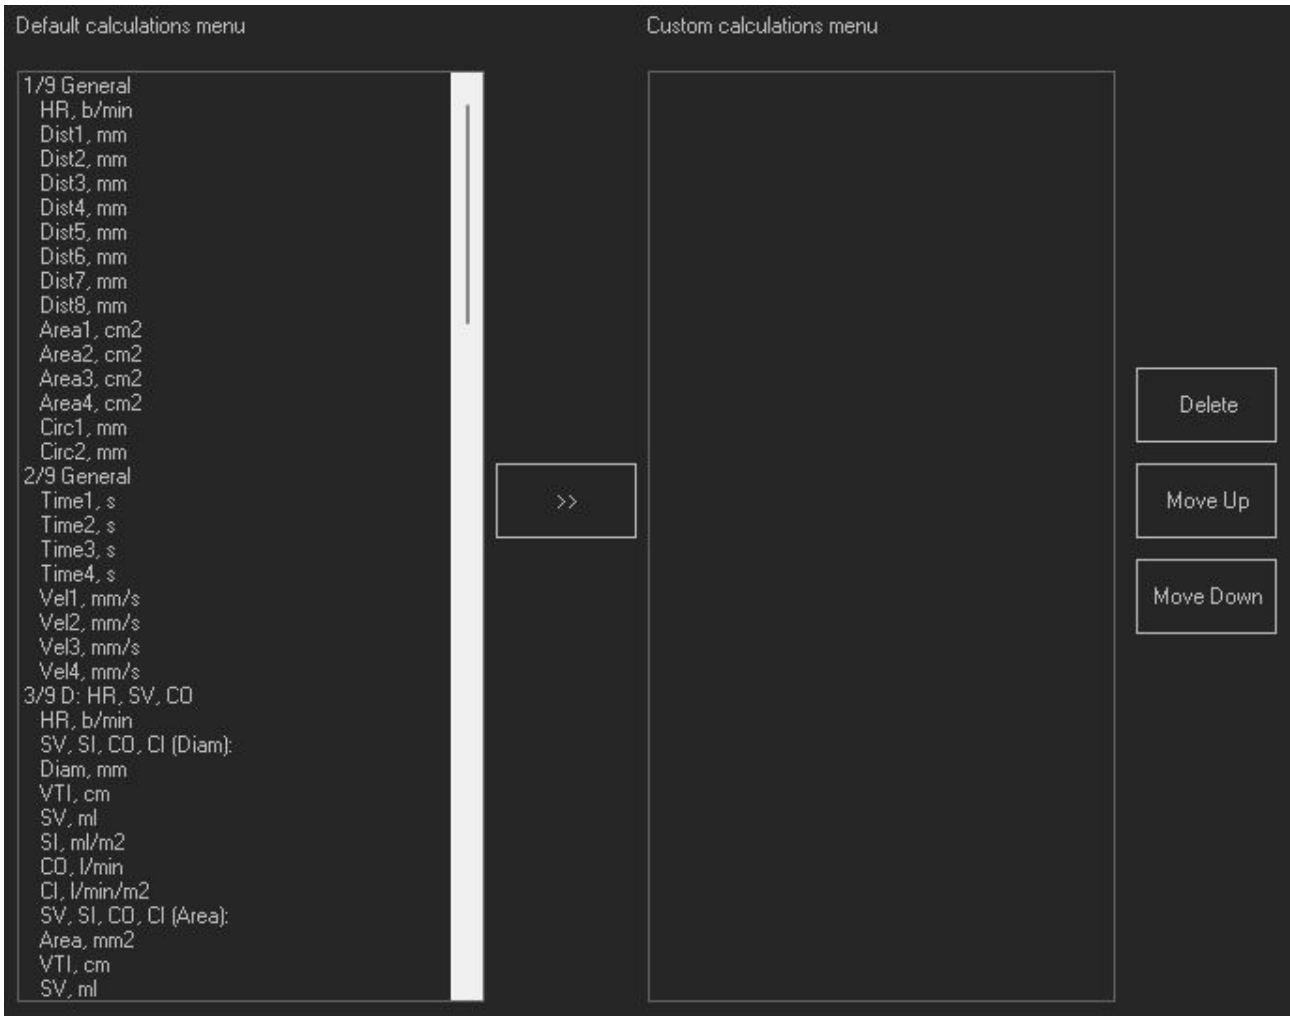 Default calculations menu
Custom calculations menu
1/9 General
HR, b/min
Dist1, mm
Dist2, mm
Dist3, mm
Dist4, mm
Dist5, mm
Dist6, mm
Dist7, mm
Dist8, mm
Area1, cm2
Area2, cm2
Area3, cm2
Area4, cm2
Circ1, mm
Circ2, mm
2/9 General
Time1, s
Time2, s
Time3, s
Time4, s
Vel1, mm/s
Vel2, mm/s
Vel3, mm/s
Vel4, mm/s
3/9 D: HR, SV, CO
HR, b/min
SV, SI, CO, CI (Diam):
Diam, mm
VTI, cm
SV, ml
SI, ml/m2
CO, l/min
CI, l/min/m2
SV, SI, CO, CI (Area):
Area, mm2
VTI, cm
SV, ml
>>
Delete
Move Up
Move Down